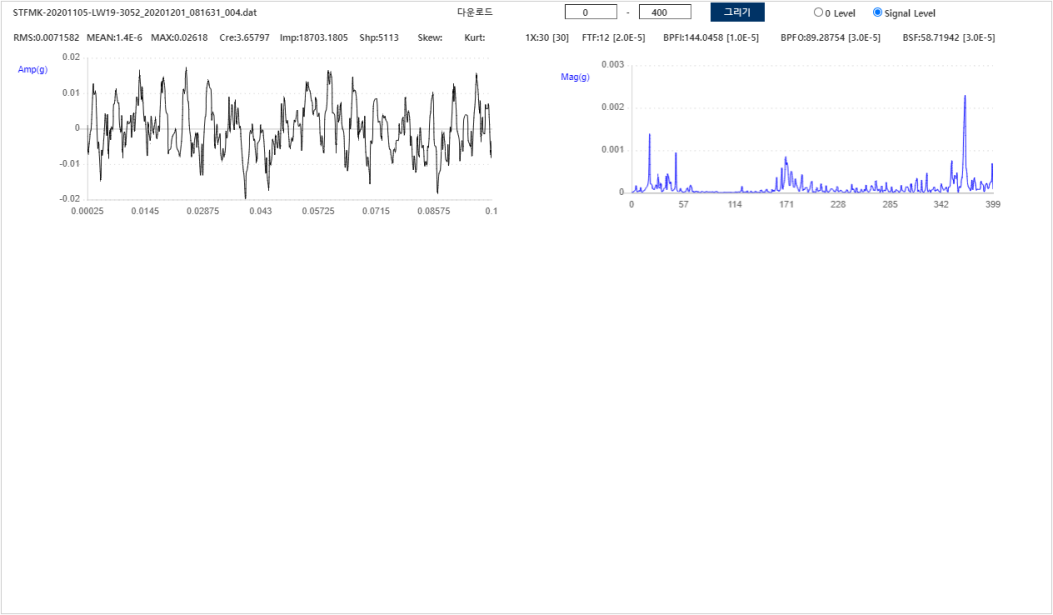 STFMK-20201105-LW19-3052_20201201_081631_004.dat 다운로드 0 - 400 그리기 0 Level Signal Level
RMS:0.0071582 MEAN:1.4E-6 MAX:0.02618 Cre:3.65797 Imp:18703.1805 Shp:5113 Skew: Kurt: 1X:30 [30] FTF:12 [2.0E-5] BPFI:144.0458 [1.0E-5] BPFO:89.28754 [3.0E-5] BSF:58.71942 [3.0E-5]
Amp(g)
0.02
0.01
0
-0.01
-0.02
0.00025 0.0145 0.02875 0.043 0.05725 0.0715 0.08575 0.1
Mag(g)
0.003
0.002
0.001
0
0 57 114 171 228 285 342 399